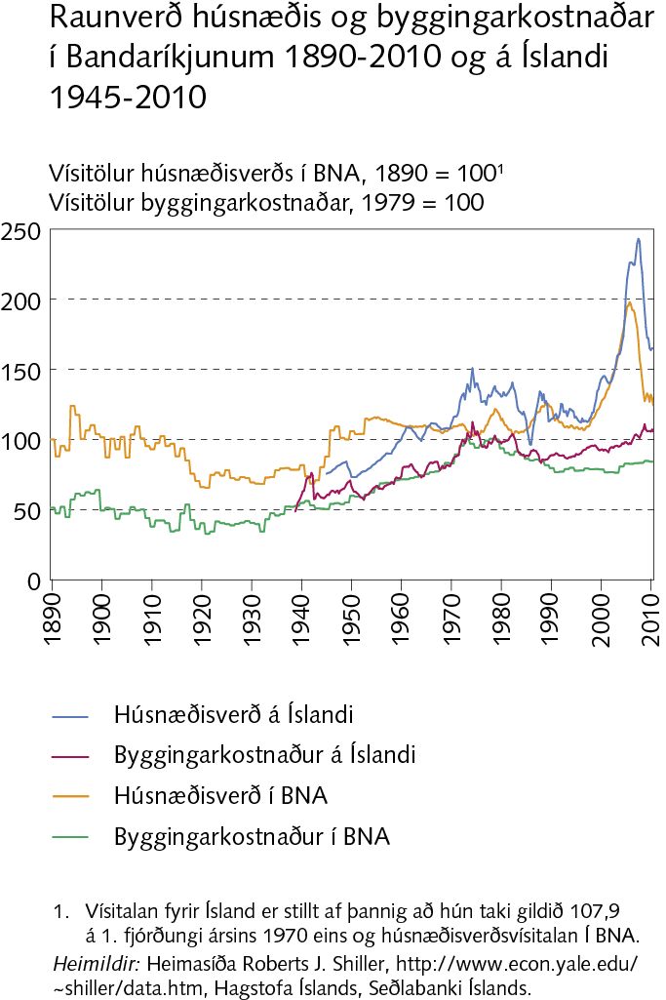 Raunverð húsnæðis og byggingarkostnaðar
í Bandaríkjunum 1890-2010 og á Íslandi
1945-2010
Vísitölur húsnæðisverðs í BNA, 1890 = 100¹
Vísitölur byggingarkostnaðar, 1979 = 100
250
200
150
100
50
0
1890
1900
1910
1920
1930
1940
1950
1960
1970
1980
1990
2000
2010
Húsnæðisverð á Íslandi
Byggingarkostnaður á Íslandi
Húsnæðisverð í BNA
Byggingarkostnaður í BNA
1. Vísitalan fyrir Ísland er stillt af þannig að hún taki gildið 107,9
á 1. fjórðungi ársins 1970 eins og húsnæðisverðsvísitalan Í BNA.
Heimildir: Heimasíða Roberts J. Shiller, http://www.econ.yale.edu/
~shiller/data.htm, Hagstofa Íslands, Seðlabanki Íslands.